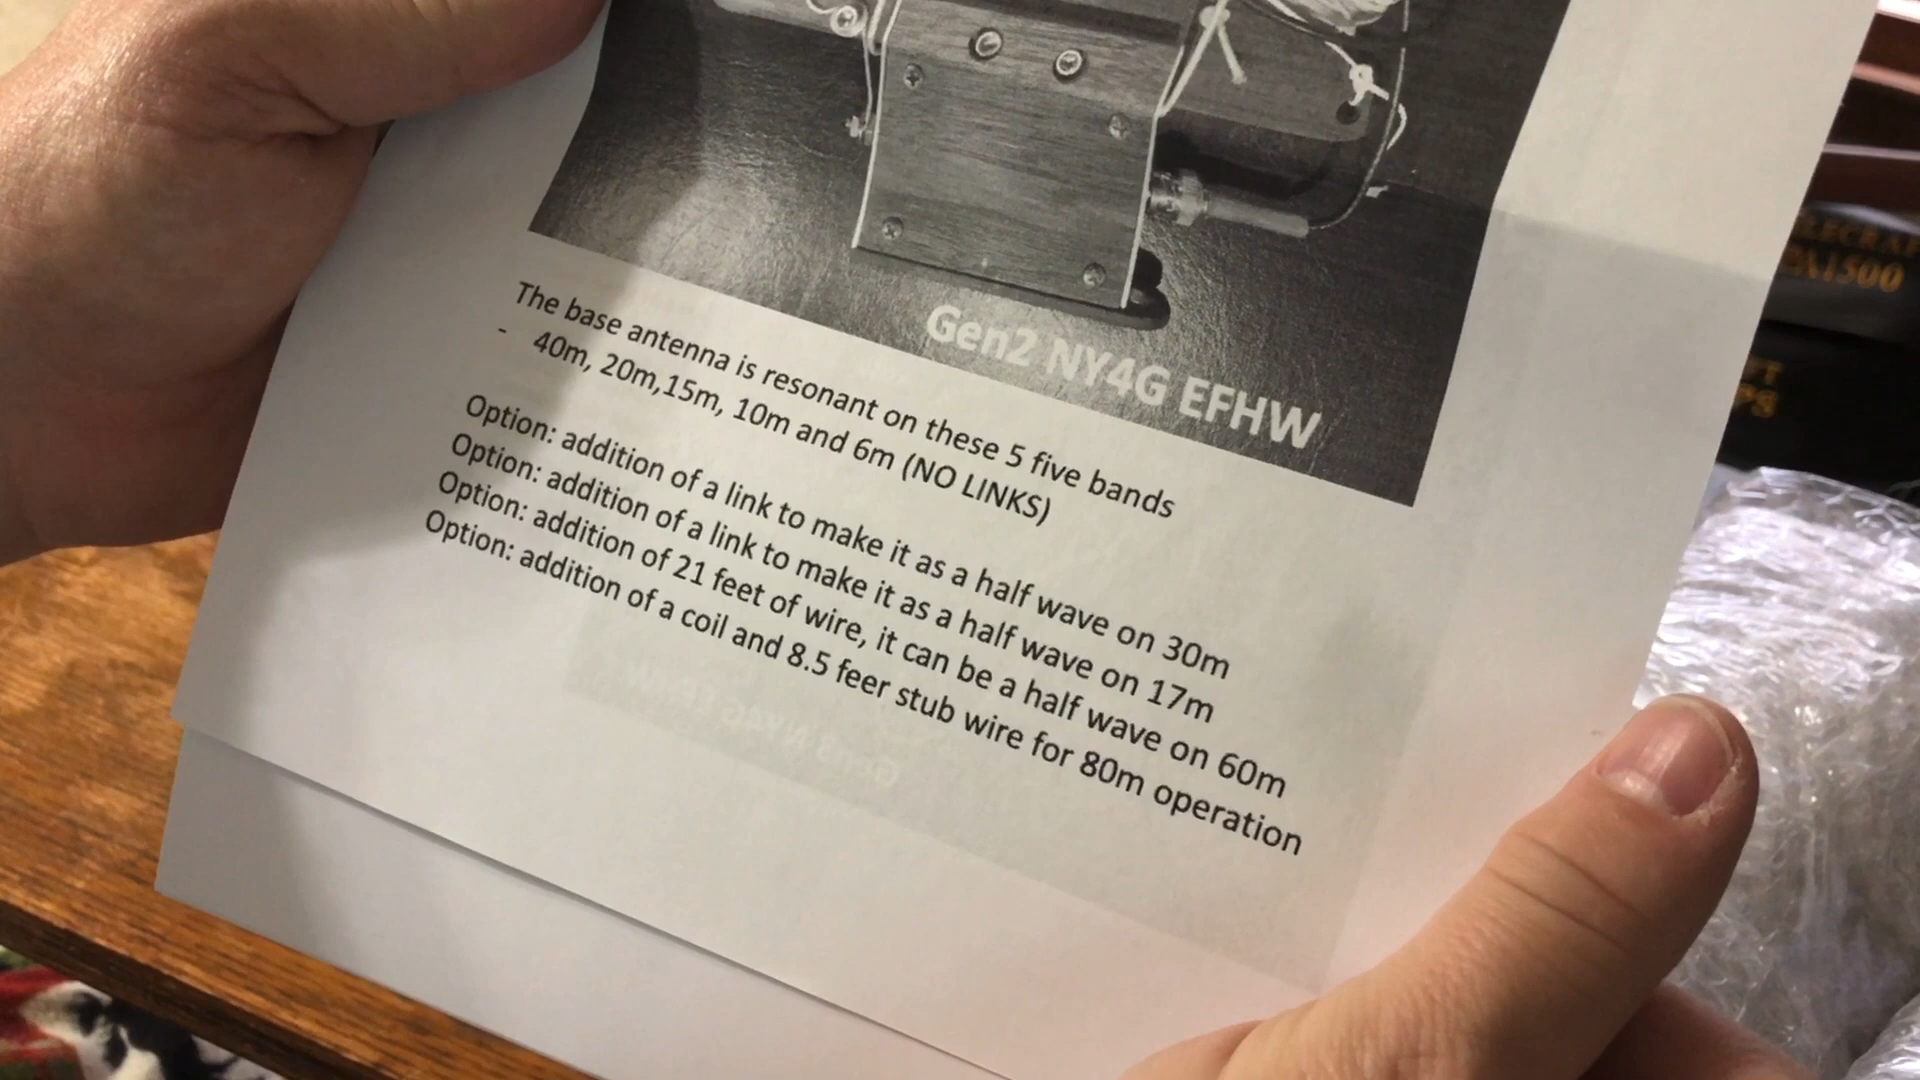 Gen2 NY4G EFHW
The base antenna is resonant on these 5 five bands
- 40m, 20m,15m, 10m and 6m (NO LINKS)
Option: addition of a link to make it as a half wave on 30m
Option: addition of a link to make it as a half wave on 17m
Option: addition of 21 feet of wire, it can be a half wave on 60m
Option: addition of a coil and 8.5 feer stub wire for 80m operation